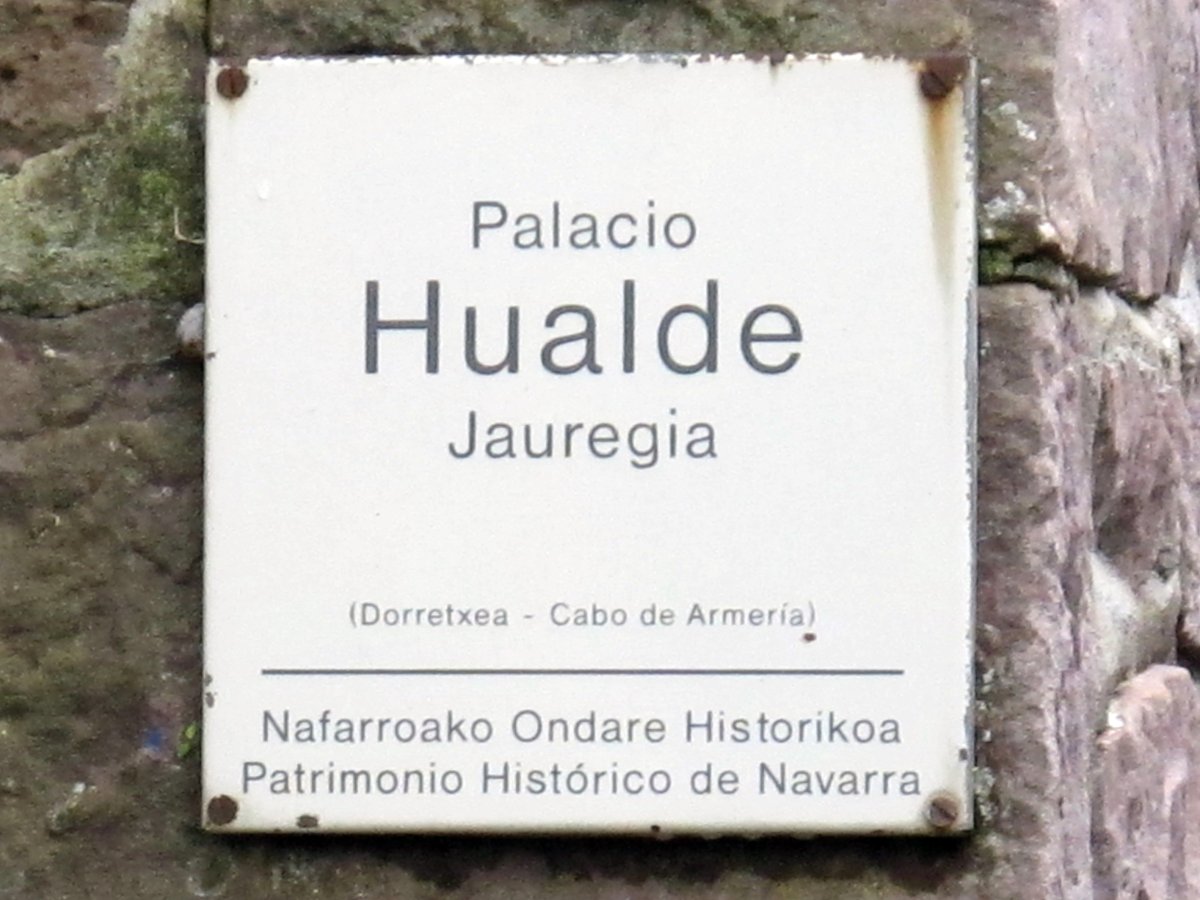 Palacio
Hualde
Jauregia
(Dorretxea - Cabo de Armería)
Nafarroako Ondare Historikoa
Patrimonio Histórico de Navarra